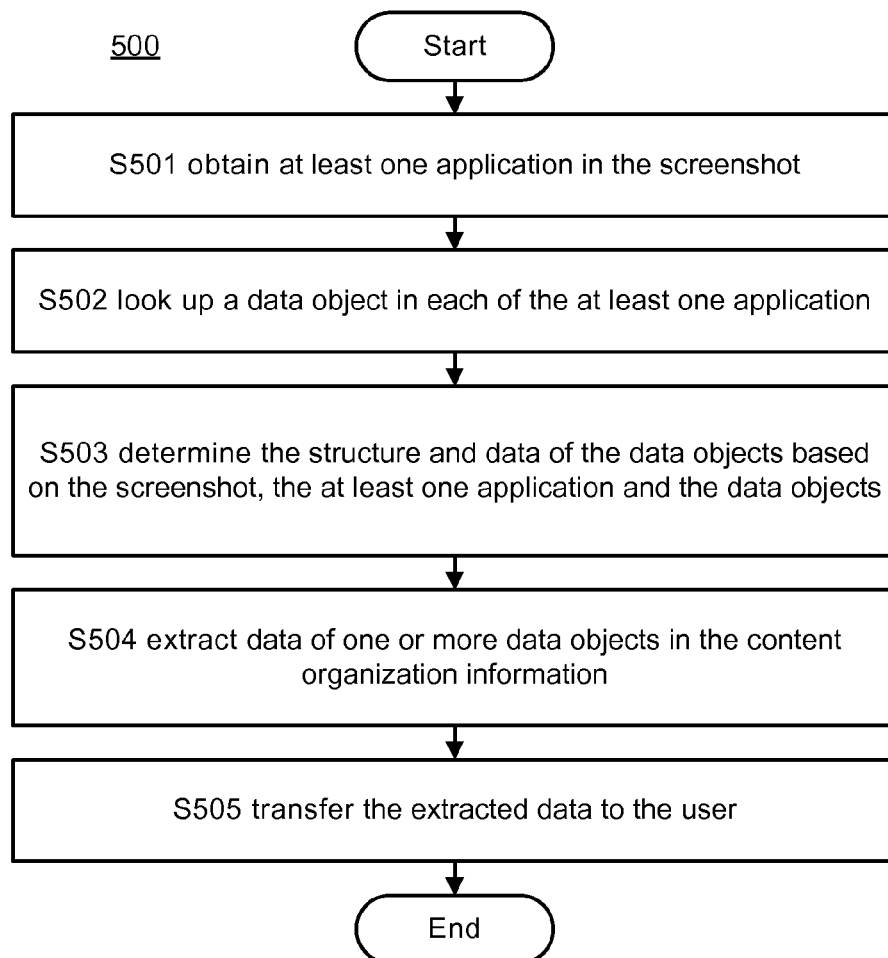 500
Start
S501 obtain at least one application in the screenshot
S502 look up a data object in each of the at least one application
S503 determine the structure and data of the data objects based
on the screenshot, the at least one application and the data objects
S504 extract data of one or more data objects in the content
organization information
S505 transfer the extracted data to the user
End